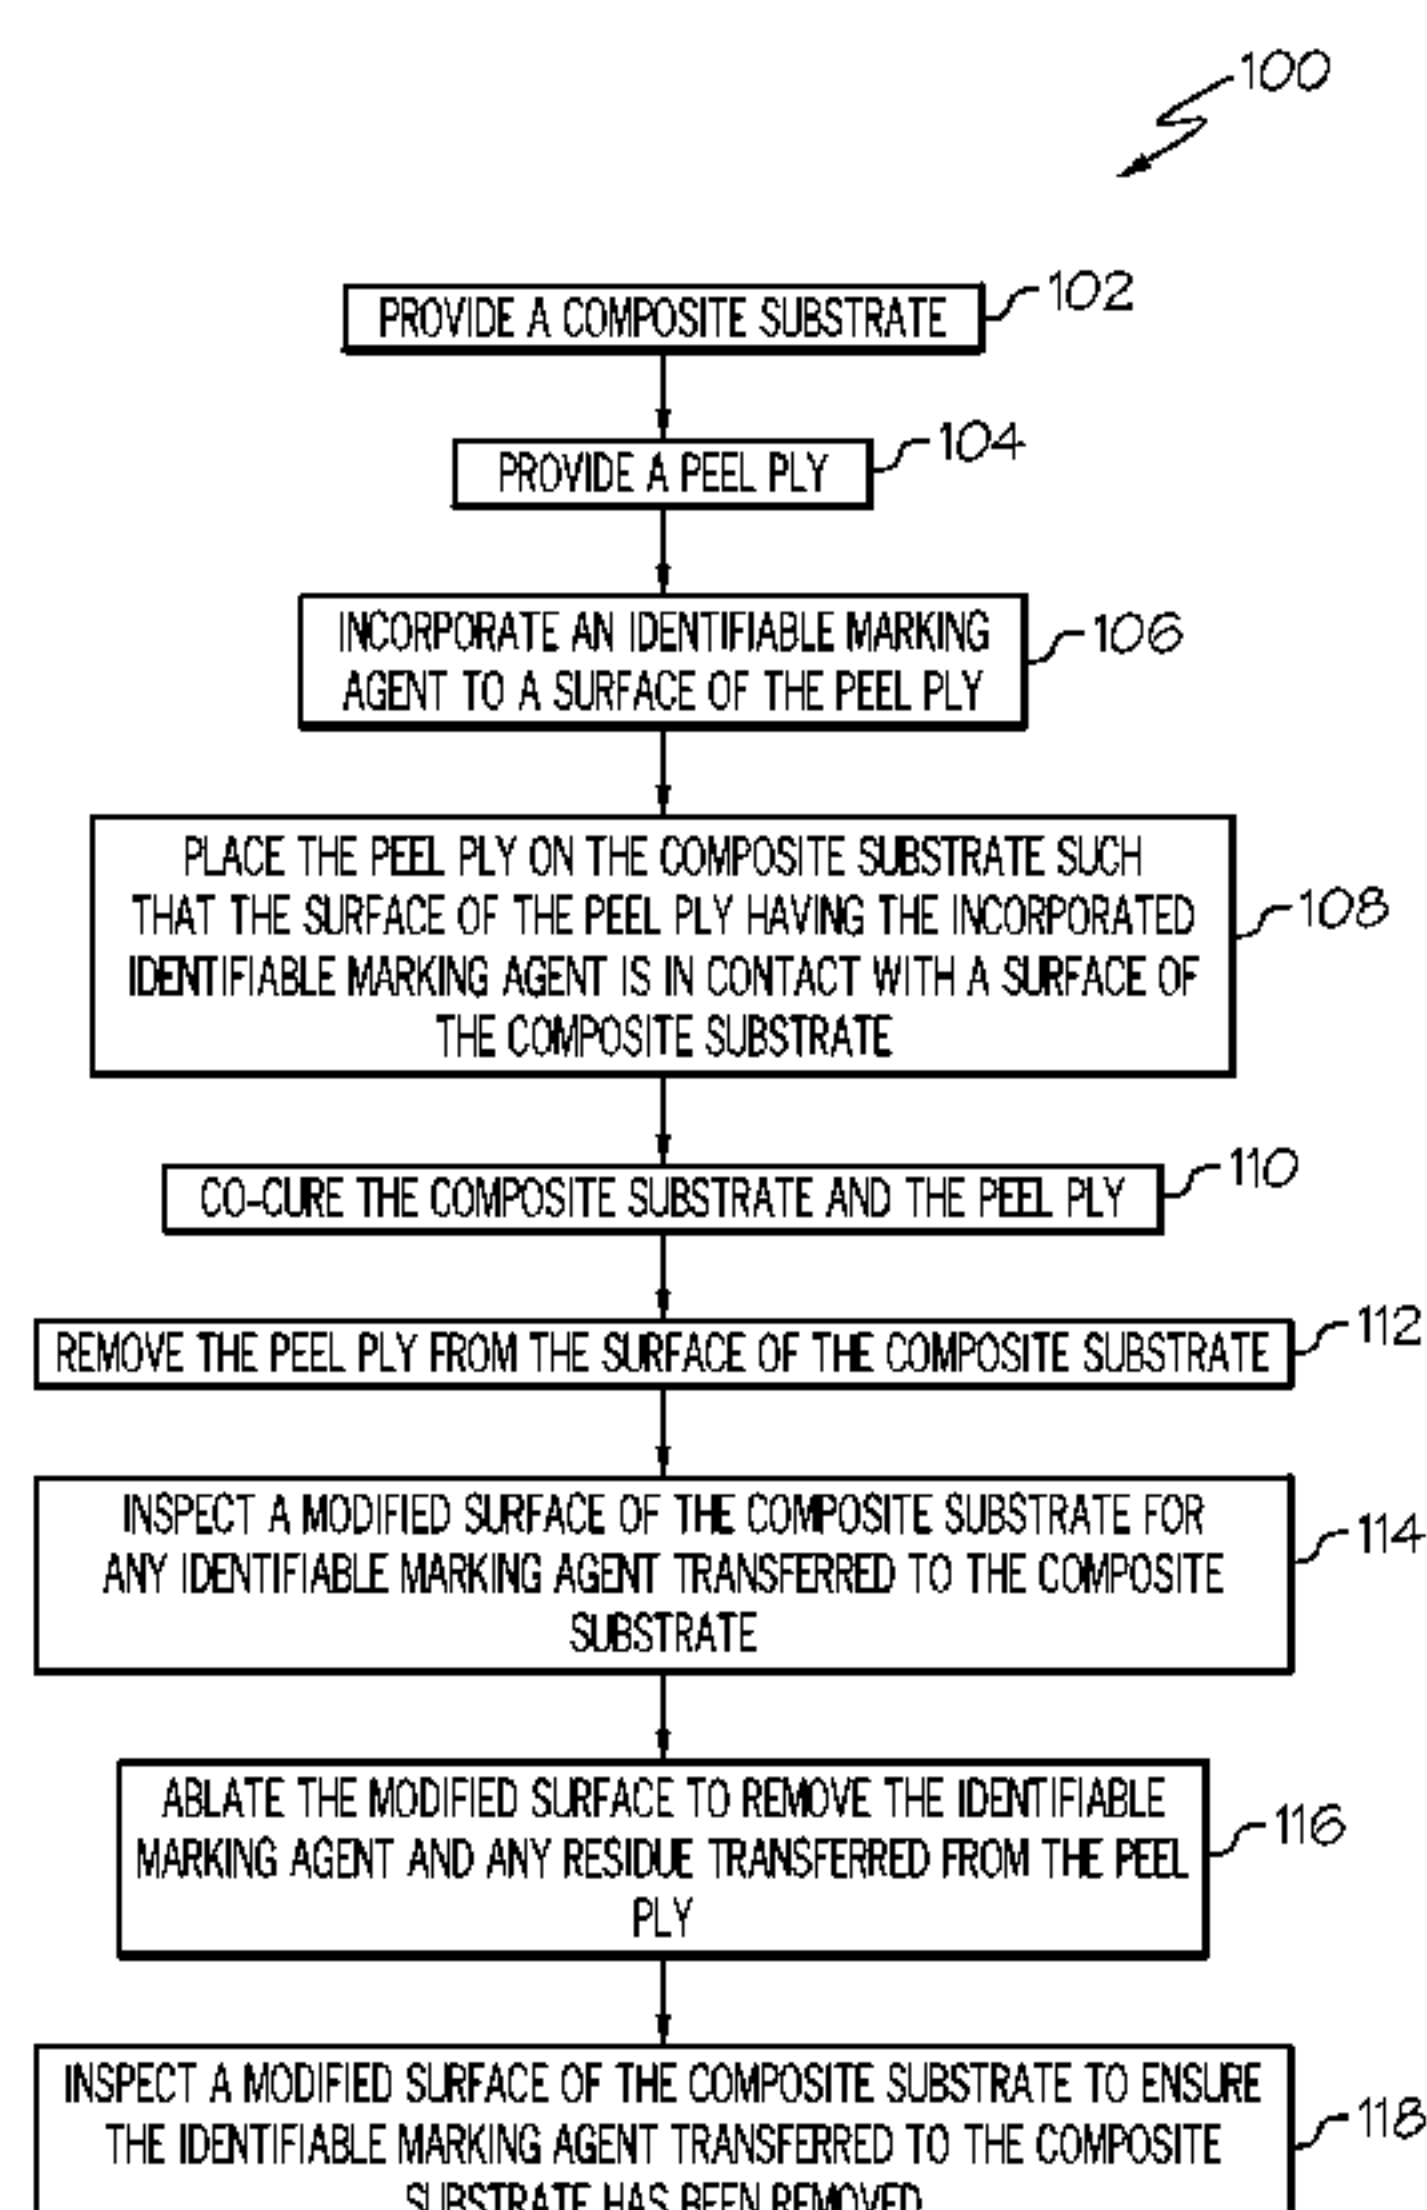 100
PROVIDE A COMPOSITE SUBSTRATE
102
PROVIDE A PEEL PLY
104
INCORPORATE AN IDENTIFIABLE MARKING
AGENT TO A SURFACE OF THE PEEL PLY
106
PLACE THE PEEL PLY ON THE COMPOSITE SUBSTRATE SUCH
THAT THE SURFACE OF THE PEEL PLY HAVING THE INCORPORATED
IDENTIFIABLE MARKING AGENT IS IN CONTACT WITH A SURFACE OF
THE COMPOSITE SUBSTRATE
108
CO-CURE THE COMPOSITE SUBSTRATE AND THE PEEL PLY
110
REMOVE THE PEEL PLY FROM THE SURFACE OF THE COMPOSITE SUBSTRATE
112
INSPECT A MODIFIED SURFACE OF THE COMPOSITE SUBSTRATE FOR
ANY IDENTIFIABLE MARKING AGENT TRANSFERRED TO THE COMPOSITE
SUBSTRATE
114
ABLATE THE MODIFIED SURFACE TO REMOVE THE IDENTIFIABLE
MARKING AGENT AND ANY RESIDUE TRANSFERRED FROM THE PEEL
PLY
116
INSPECT A MODIFIED SURFACE OF THE COMPOSITE SUBSTRATE TO ENSURE
THE IDENTIFIABLE MARKING AGENT TRANSFERRED TO THE COMPOSITE
SUBSTRATE HAS BEEN REMOVED
118